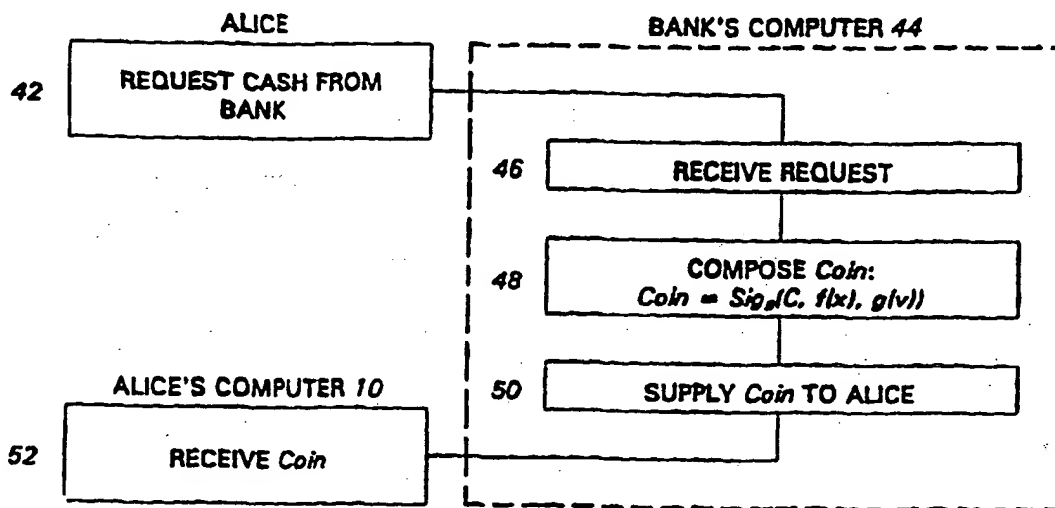 ALICE
BANK'S COMPUTER 44
42
REQUEST CASH FROM
BANK
46
RECEIVE REQUEST
48
COMPOSE Coin:
Coin = Sigₚ(C, f(x), g(v))
50
SUPPLY Coin TO ALICE
ALICE'S COMPUTER 10
52
RECEIVE Coin